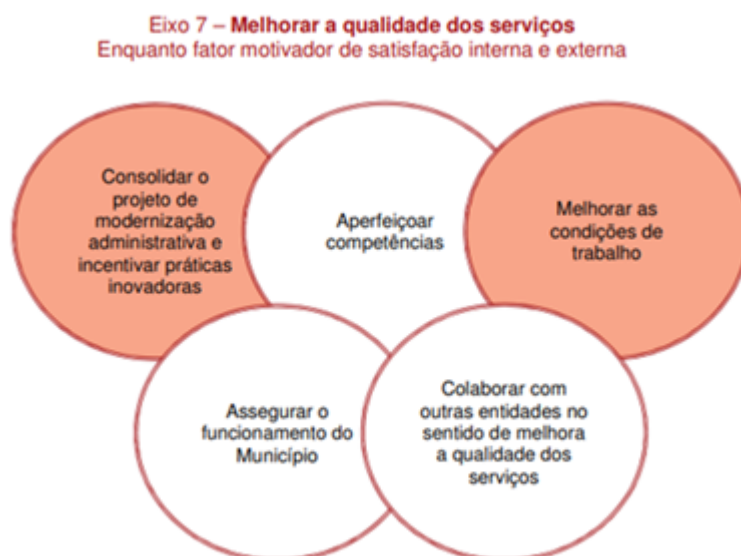 Eixo 7 – Melhorar a qualidade dos serviços
Enquanto fator motivador de satisfação interna e externa
Consolidar o
projeto de
modernização
administrativa e
incentivar práticas
inovadoras
Aperfeiçoar
competências
Melhorar as
condições de
trabalho
Assegurar o
funcionamento do
Município
Colaborar com
outras entidades no
sentido de melhora
a qualidade dos
serviços